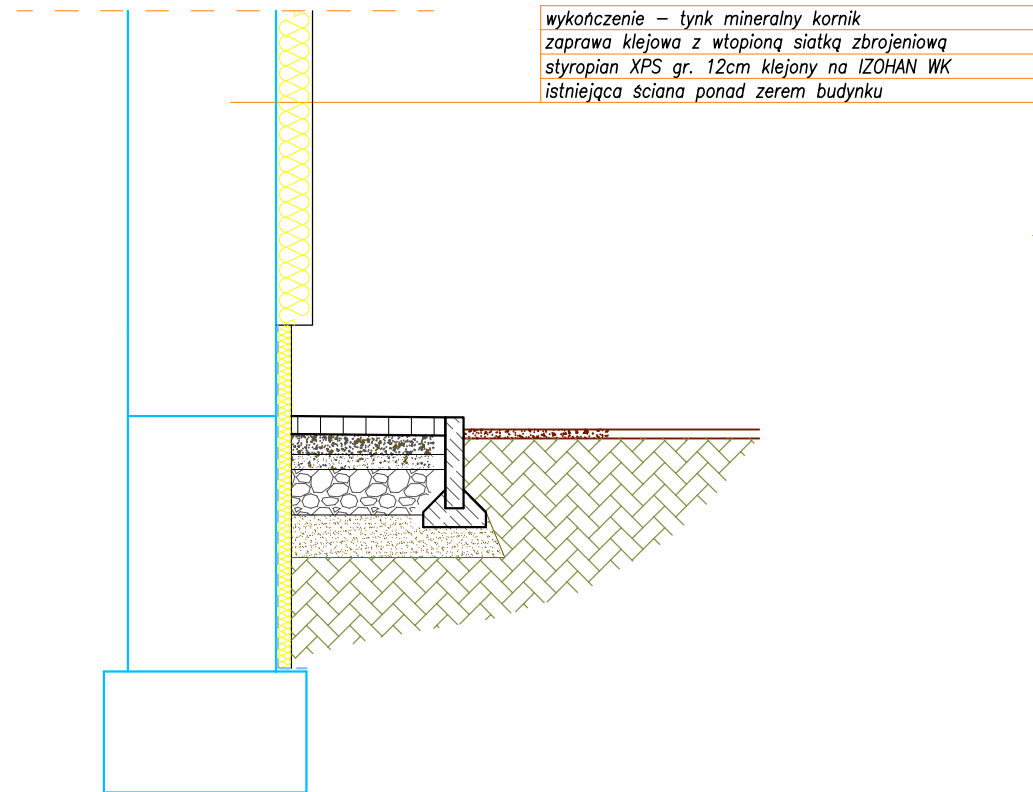 wykończenie – tynk mineralny kornik
zaprawa klejowa z wtopioną siatką zbrojeniową
styropian XPS gr. 12cm klejony na IZOHAN WK
istniejąca ściana ponad zerem budynku